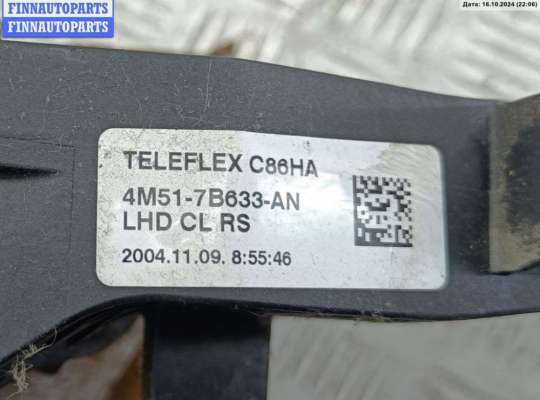 FINNAUTOPARTS
FINNAUTOPARTS
Дата: 16.10.2024 (22:06)
TELEFLEX C86HA
4M51-7B633-AN
LHD CL RS
2004.11.09. 8:55:46